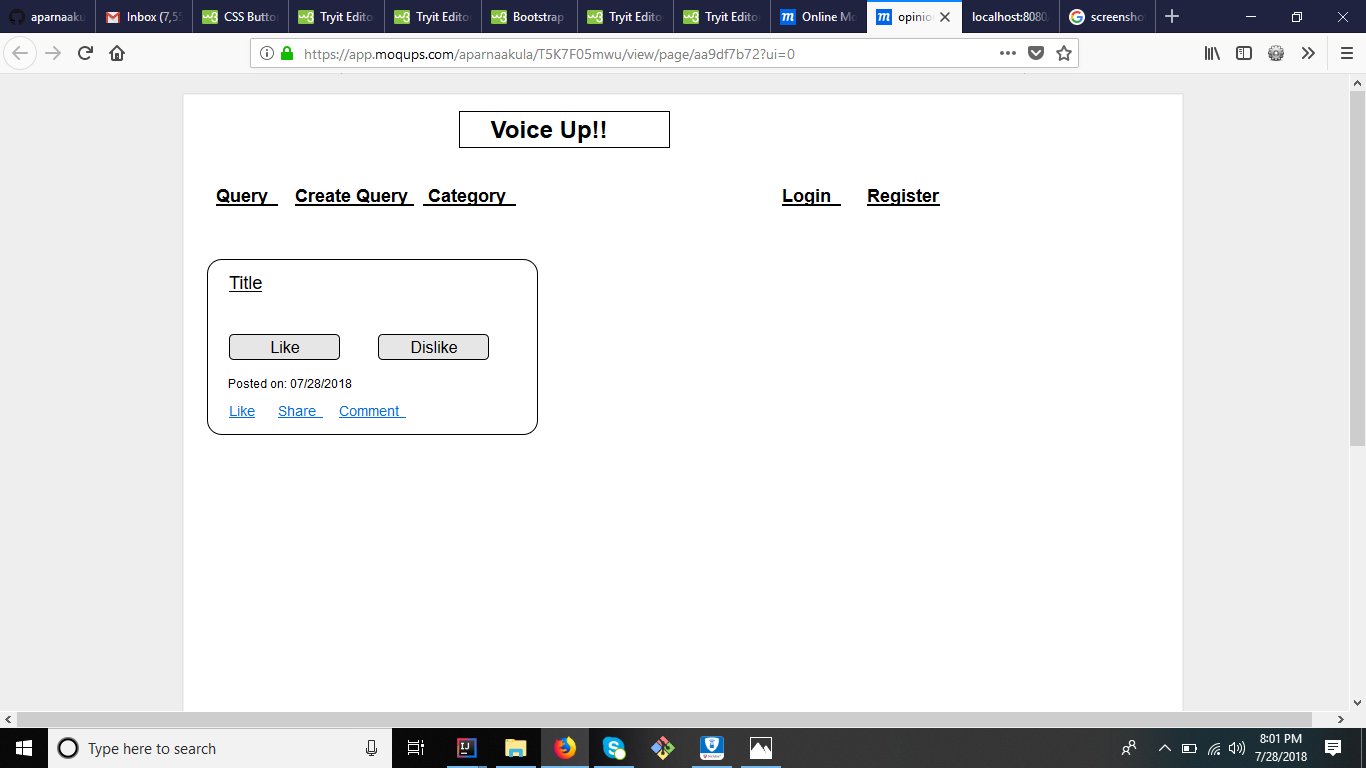 aparnaaku Inbox (7,5 CSS Butto Tryit Edito Tryit Edito Bootstrap Tryit Edito Tryit Edito Online Mo opinio localhost:8080 screensho
https://app.moqups.com/aparnaakula/T5K7F05mwu/view/page/aa9df7b72?ui=0
Voice Up!!
Query Create Query Category Login Register
Title
Like Dislike
Posted on: 07/28/2018
Like Share Comment
Type here to search
8:01 PM
7/28/2018